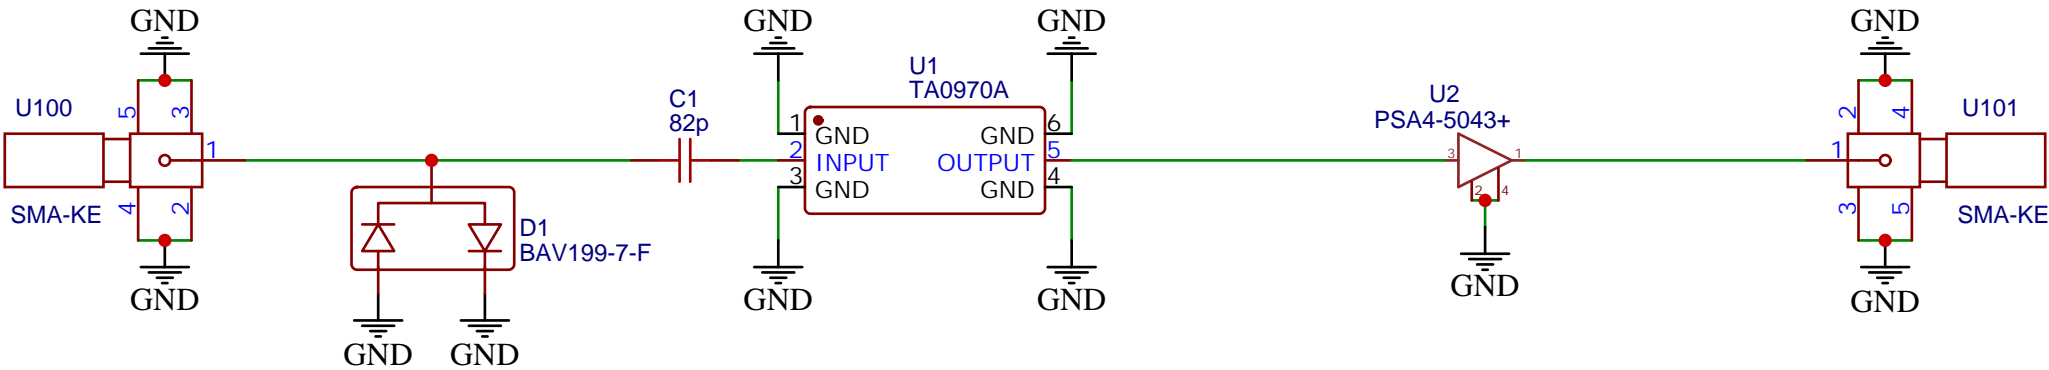 GND
GND
GND
GND
U1
TA0970A
U100
5
3
C1
82p
U2
PSA4-5043+
2
4
U101
1
1
GND
GND
6
2
INPUT
OUTPUT
5
3
GND
GND
4
1
3
1
2
4
1
SMA-KE
4
2
D1
BAV199-7-F
3
5
SMA-KE
GND
GND
GND
GND
GND
GND
GND